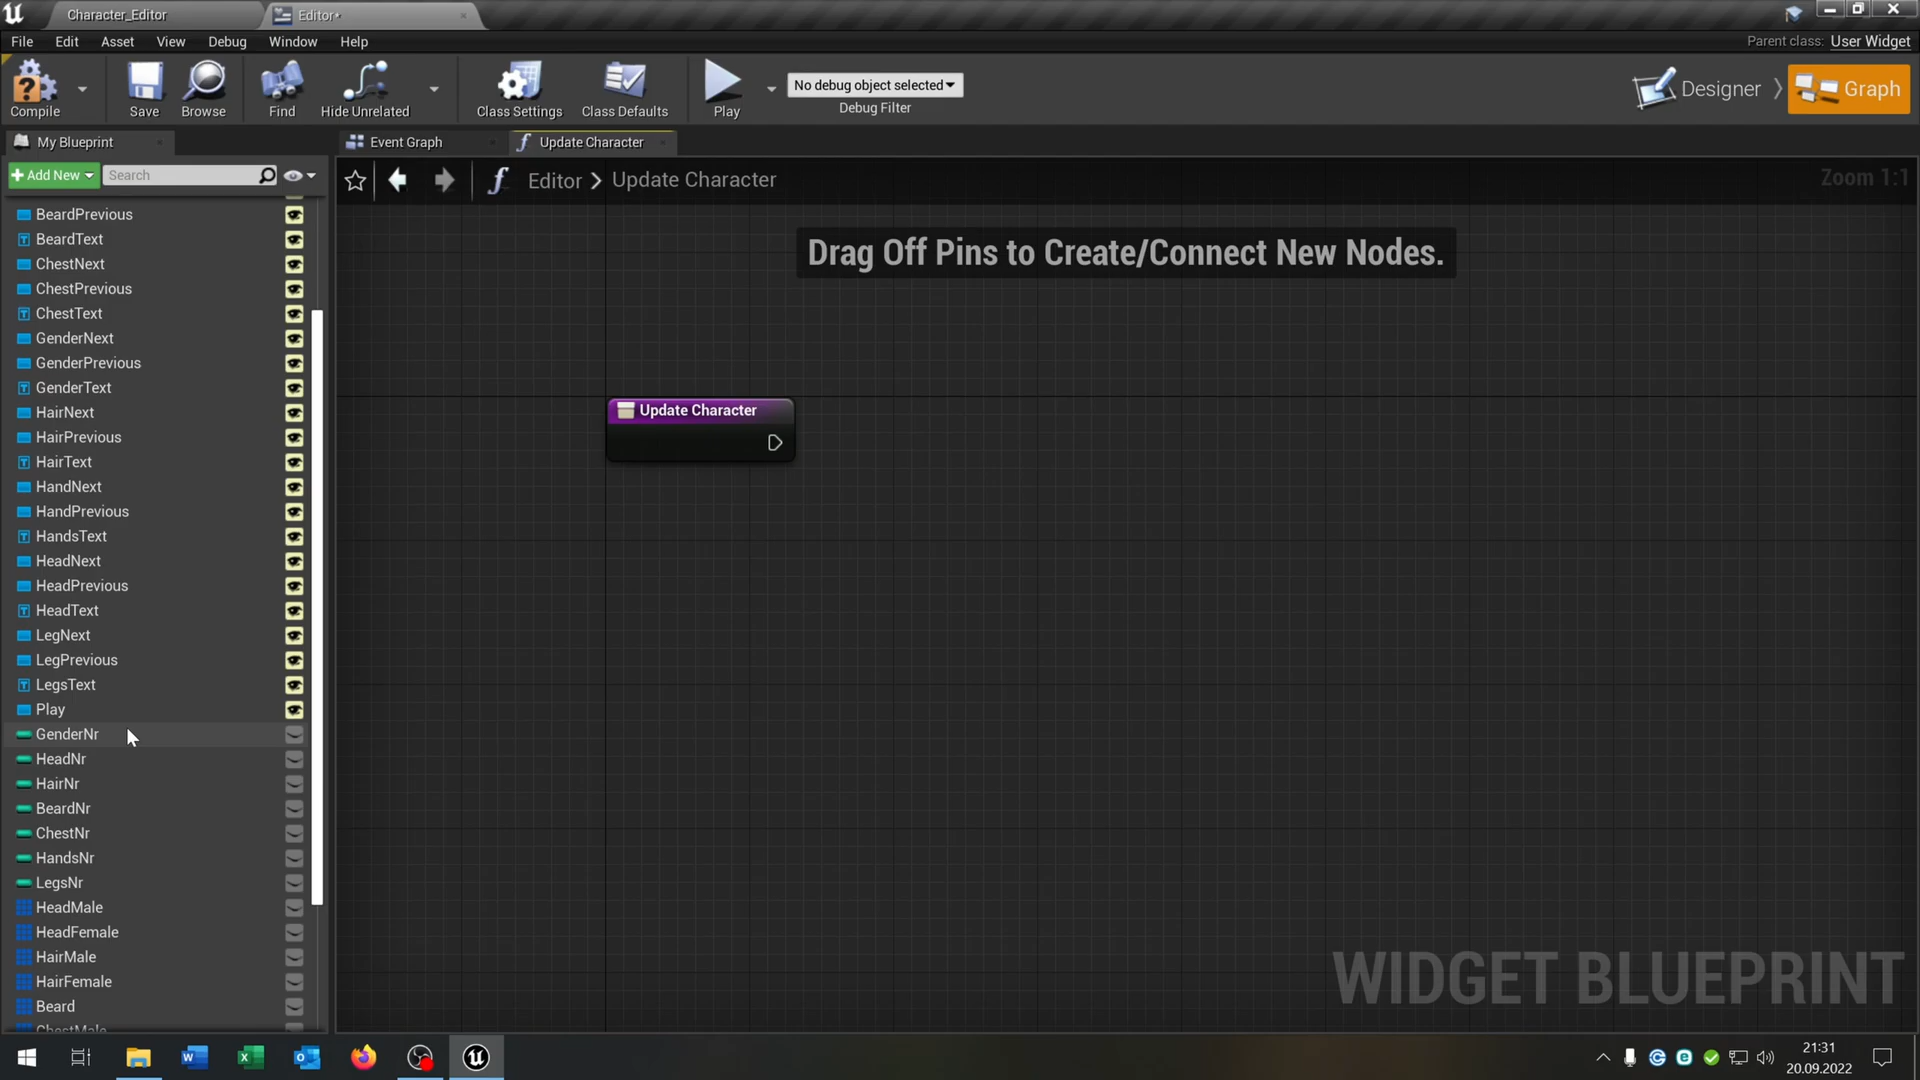 Character_Editor
Editor*
File Edit Asset View Debug Window Help
Parent class: User Widget
Compile
Save
Browse
Find
Hide Unrelated
Class Settings
Class Defaults
Play
No debug object selected
Debug Filter
Designer
Graph
My Blueprint
Event Graph
Update Character
Add New
Search
Editor > Update Character
Zoom 1:1
Drag Off Pins to Create/Connect New Nodes.
BeardPrevious
BeardText
ChestNext
ChestPrevious
ChestText
GenderNext
GenderPrevious
GenderText
HairNext
HairPrevious
HairText
HandNext
HandPrevious
HandsText
HeadNext
HeadPrevious
HeadText
LegNext
LegPrevious
LegsText
Play
GenderNr
HeadNr
HairNr
BeardNr
ChestNr
HandsNr
LegsNr
HeadMale
HeadFemale
HairMale
HairFemale
Beard
ChestMale
Update Character
WIDGET BLUEPRINT
21:31
20.09.2022